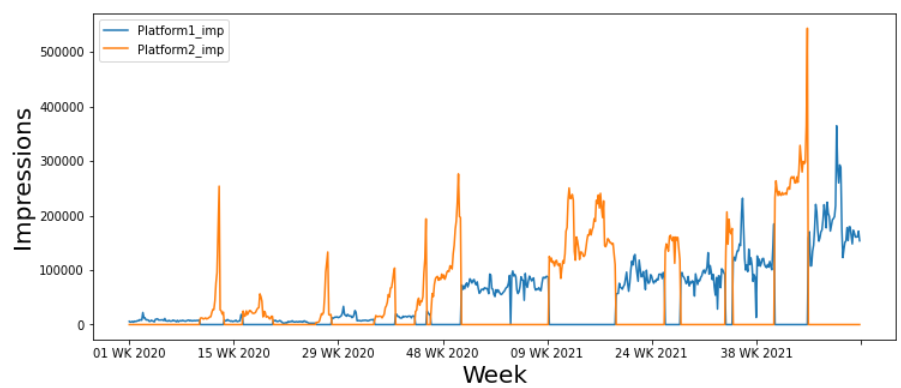 Platform1_imp
Platform2_imp
500000
400000
300000
200000
100000
0
Impressions
01 WK 2020
15 WK 2020
29 WK 2020
48 WK 2020
09 WK 2021
24 WK 2021
38 WK 2021
Week